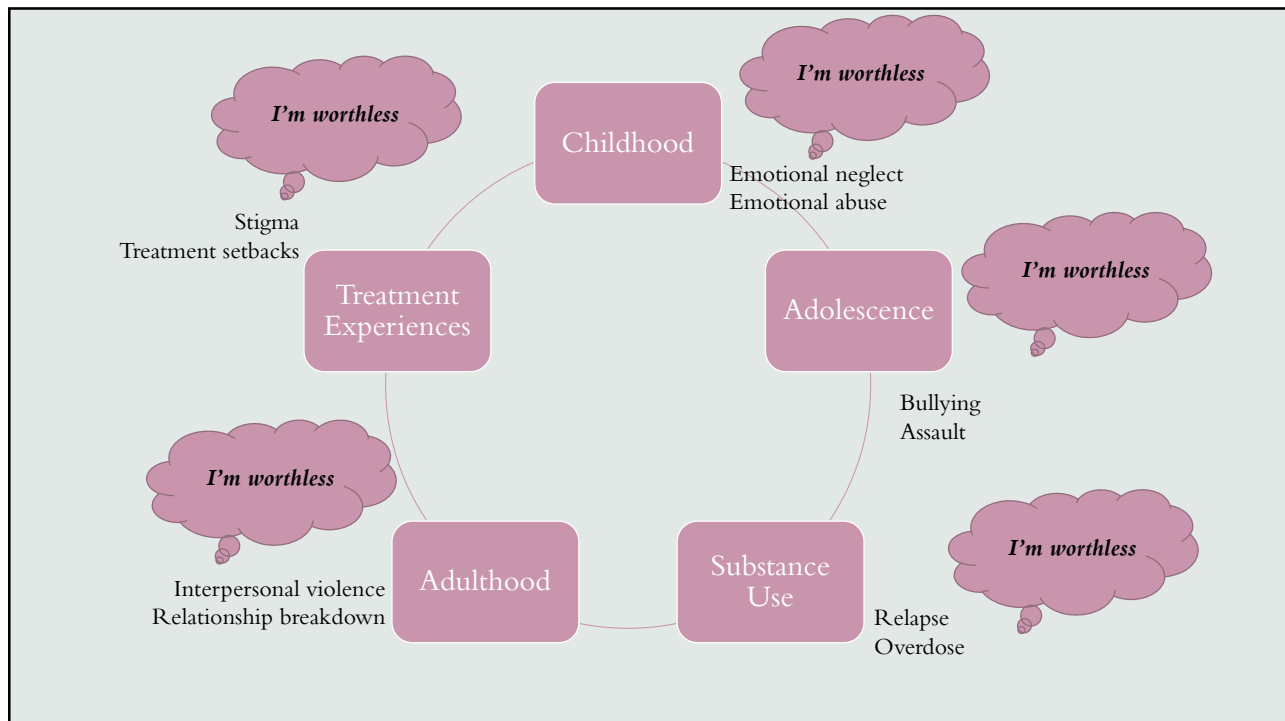 Childhood
I'm worthless
Emotional neglect
Emotional abuse
Adolescence
I'm worthless
Bullying
Assault
Substance
Use
I'm worthless
Relapse
Overdose
Adulthood
I'm worthless
Interpersonal violence
Relationship breakdown
Treatment
Experiences
I'm worthless
Stigma
Treatment setbacks